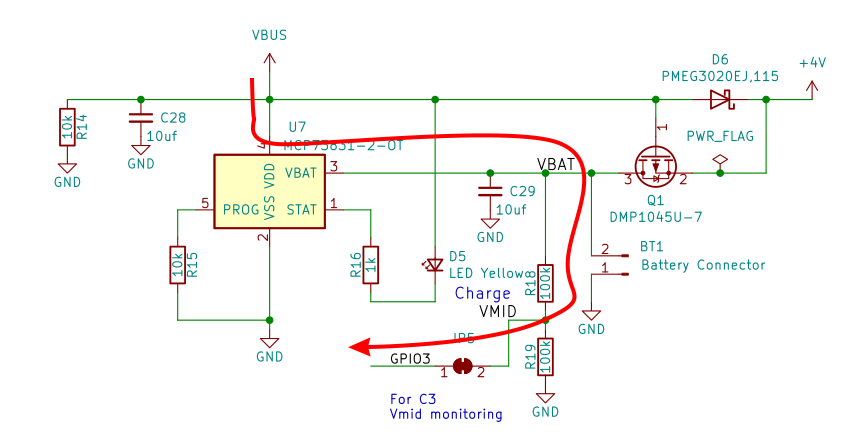 VBUS
D6
PMEG3020EJ,115
+4V
R14
10k
C28
10uf
GND
GND
U7
MCP73831-2-OT
4
VDD
VBAT
3
VSS
PROG
5
STAT
1
2
VBAT
1
PWR_FLAG
3
2
Q1
DMP1045U-7
C29
10uf
GND
R15
10k
R16
1k
D5
LED Yellow
Charge
R18
100k
BT1
2
Battery Connector
1
GND
VMID
GND
JP5
GPIO3
1
2
R19
100k
GND
For C3
Vmid monitoring